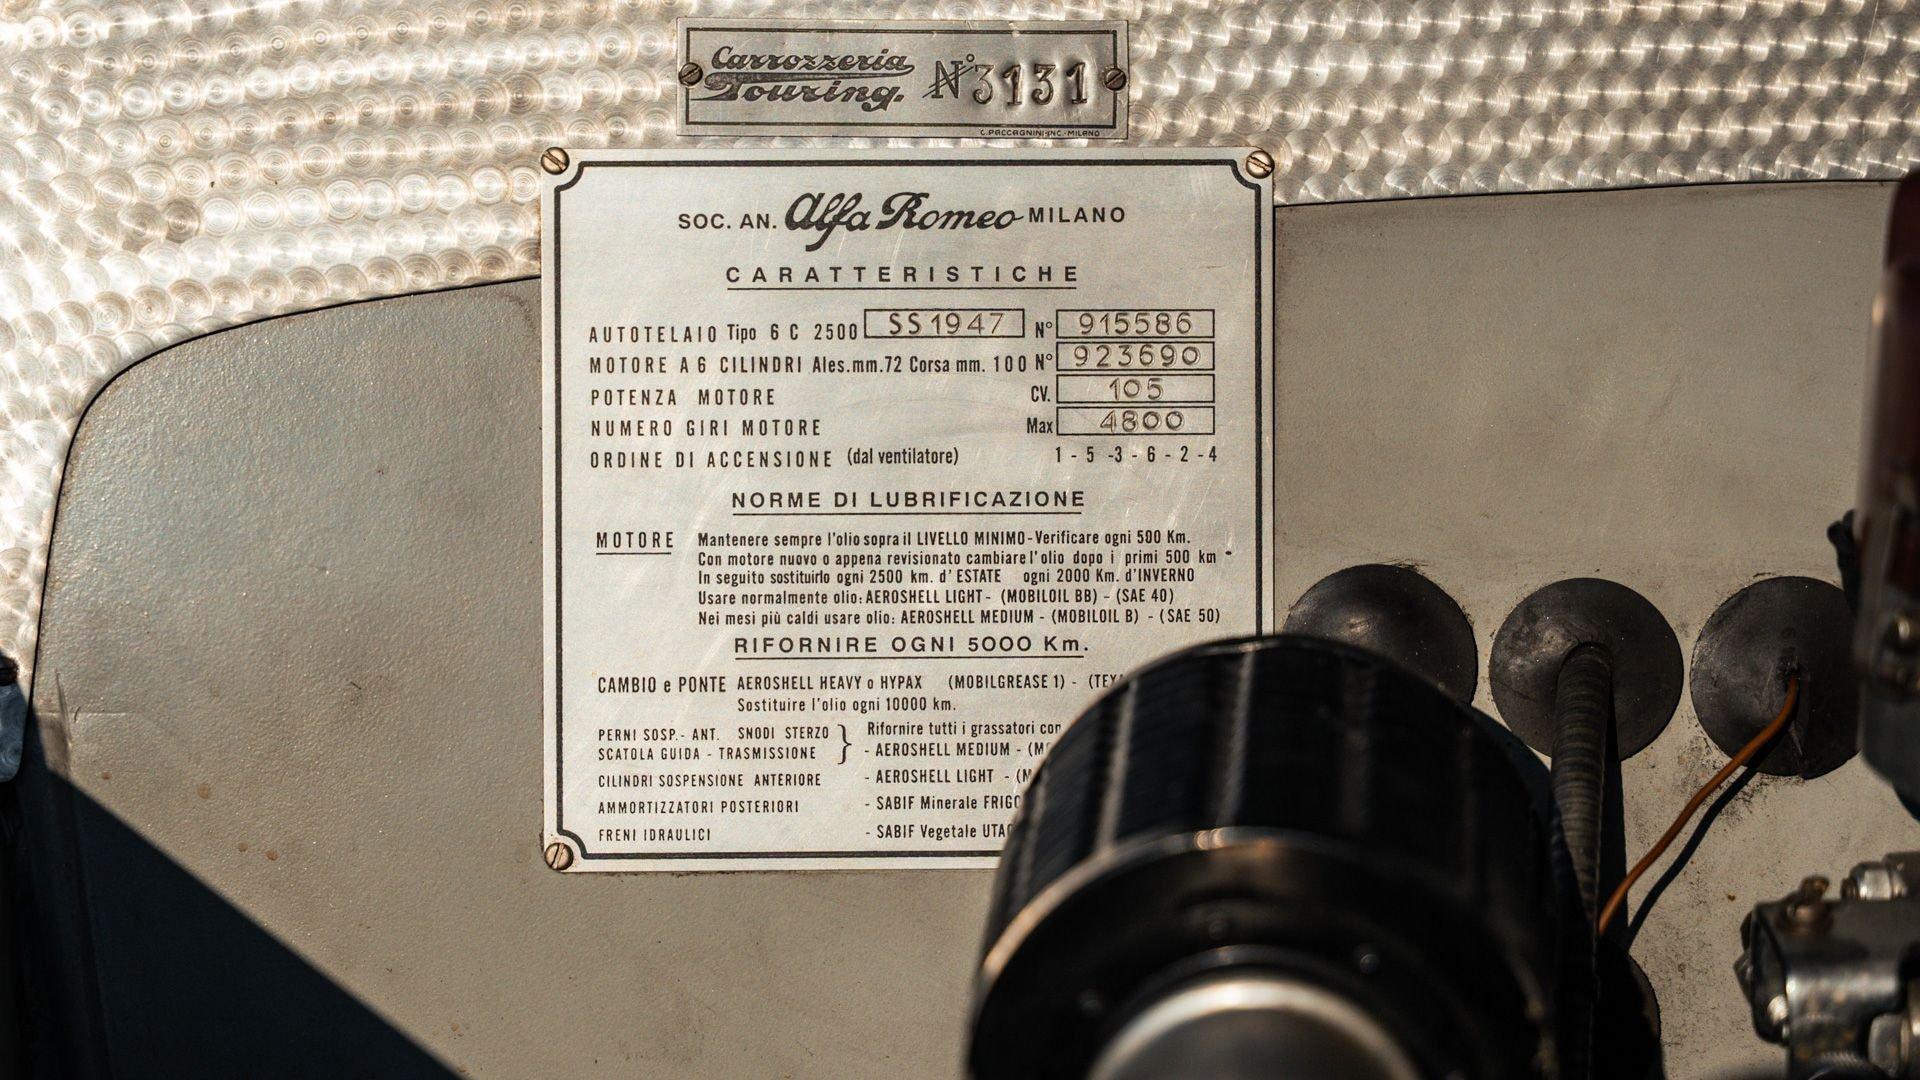 Carrozzeria
Touring. N° 3131
C. PACCAGNINI-INC.-MILANO
SOC. AN. Alfa Romeo MILANO
CARATTERISTICHE
AUTOTELAIO Tipo 6 C 2500 SS 1947 N° 915586
MOTORE A 6 CILINDRI Ales.mm.72 Corsa mm. 100 N° 923690
POTENZA MOTORE CV. 105
NUMERO GIRI MOTORE Max 4800
ORDINE DI ACCENSIONE (dal ventilatore) 1 - 5 -3 - 6 - 2 - 4
NORME DI LUBRIFICAZIONE
MOTORE Mantenere sempre l'olio sopra il LIVELLO MINIMO-Verificare ogni 500 Km.
Con motore nuovo o appena revisionato cambiare l'olio dopo i primi 500 km
In seguito sostituirlo ogni 2500 km. d' ESTATE ogni 2000 Km. d'INVERNO
Usare normalmente olio: AEROSHELL LIGHT- (MOBILOIL BB) - (SAE 40)
Nei mesi più caldi usare olio: AEROSHELL MEDIUM - (MOBILOIL B) - (SAE 50)
RIFORNIRE OGNI 5000 Km.
CAMBIO e PONTE AEROSHELL HEAVY o HYPAX (MOBILGREASE 1) -
Sostituire l'olio ogni 10000 km.
PERNI SOSP.- ANT. SNODI STERZO } Rifornire tutti i grassatori con
SCATOLA GUIDA - TRASMISSIONE - AEROSHELL MEDIUM -
CILINDRI SOSPENSIONE ANTERIORE - AEROSHELL LIGHT -
AMMORTIZZATORI POSTERIORI - SABIF Minerale
FRENI IDRAULICI - SABIF Vegetale